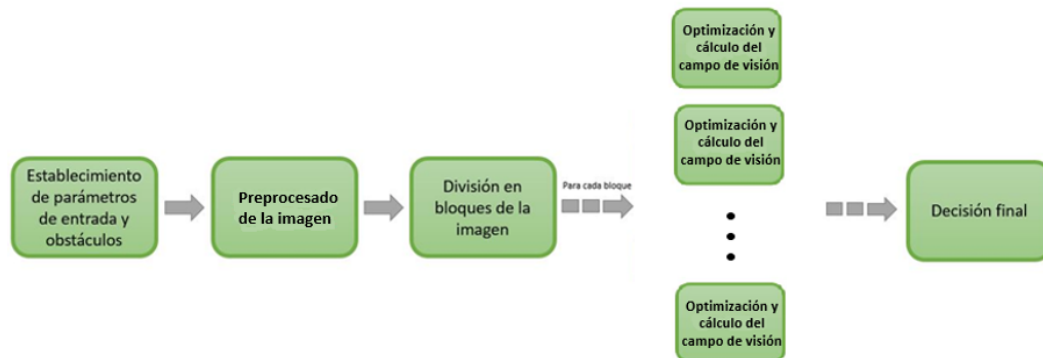 Establecimiento
de parámetros
de entrada y
obstáculos
Preprocesado
de la imagen
División en
bloques de la
imagen
Para cada bloque
Optimización y
cálculo del
campo de visión
Optimización y
cálculo del
campo de visión
Optimización y
cálculo del
campo de visión
Decisión final